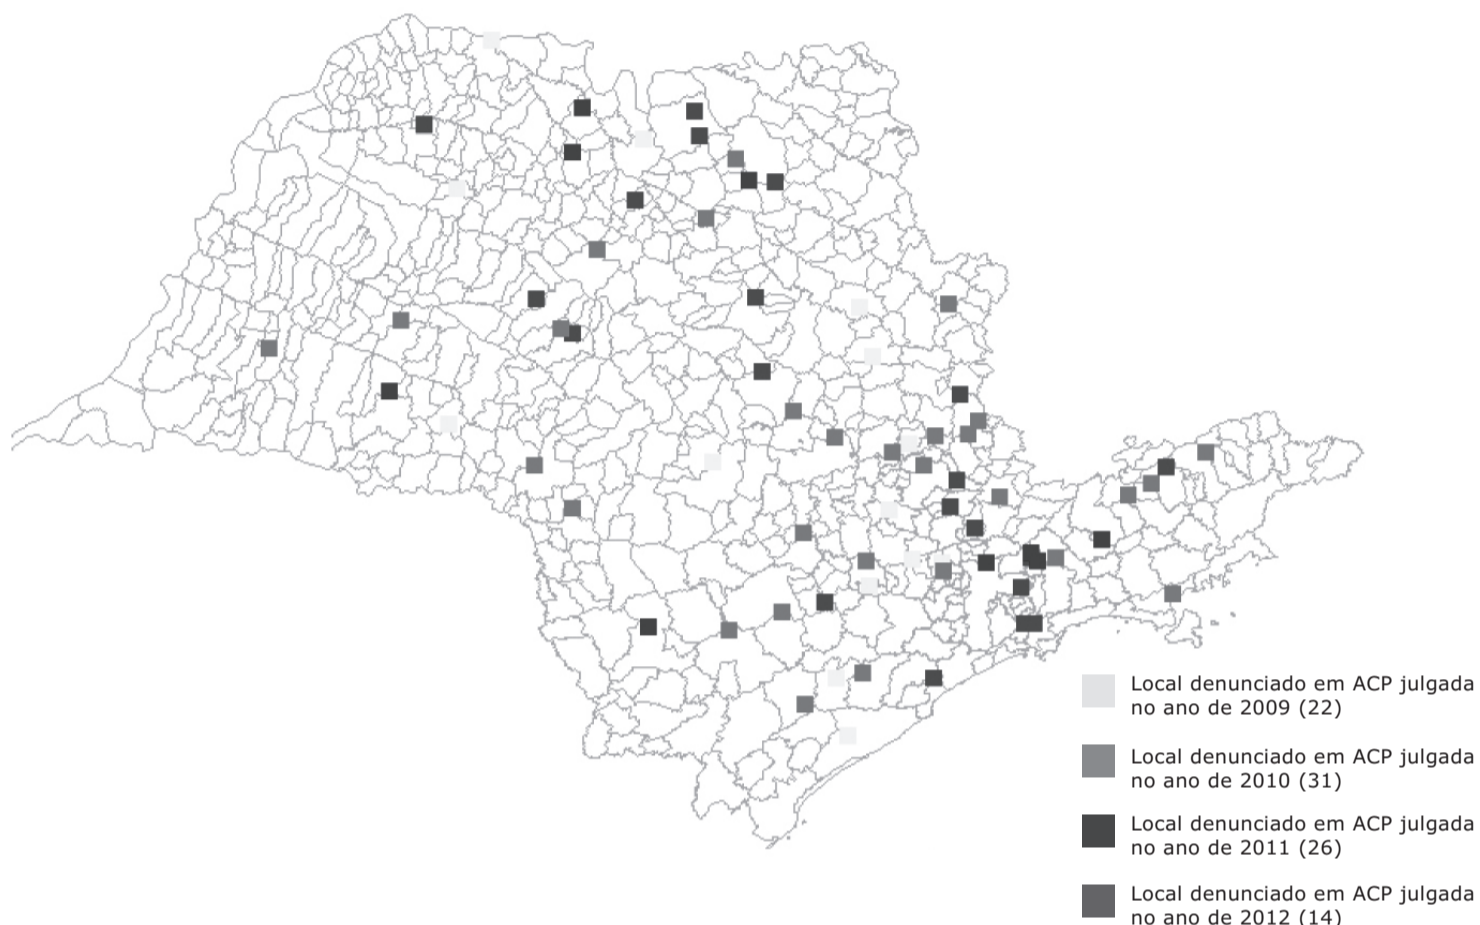 Local denunciado em ACP julgada
no ano de 2009 (22)
Local denunciado em ACP julgada
no ano de 2010 (31)
Local denunciado em ACP julgada
no ano de 2011 (26)
Local denunciado em ACP julgada
no ano de 2012 (14)